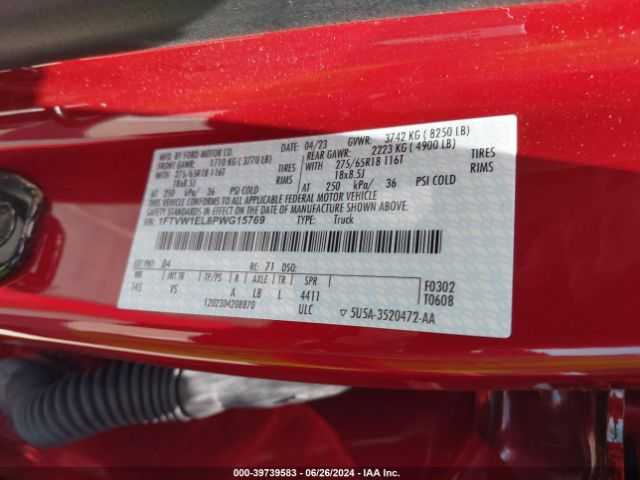 MFD. BY FORD MOTOR CO.
DATE: 04/23 GVWR: 3742 KG ( 8250 LB)
FRONT GAWR: 1710 KG ( 3770 LB) REAR GAWR: 2223 KG ( 4900 LB)
WITH 275/65R18 116T TIRES WITH 275/65R18 116T TIRES
18x8.5J RIMS 18x8.5J RIMS
AT 250 kPa/ 36 PSI COLD AT 250 kPa/ 36 PSI COLD
THIS VEHICLE CONFORMS TO ALL APPLICABLE FEDERAL MOTOR VEHICLE
SAFETY STANDARDS IN EFFECT ON THE DATE OF MANUFACTURE SHOWN ABOVE.
VIN: 1FTVW1EL8PWG15769 TYPE: Truck
EXT PNT: D4 RC: 71 DSO:
WB INT TR TP/PS R AXLE TR SPR
145 VS A LB L 4411
F0302
T0608
1202304208870 ULC
▽ 5U5A-3520472-AA
000-39739583 | 06/26/2024 | IAA Inc.